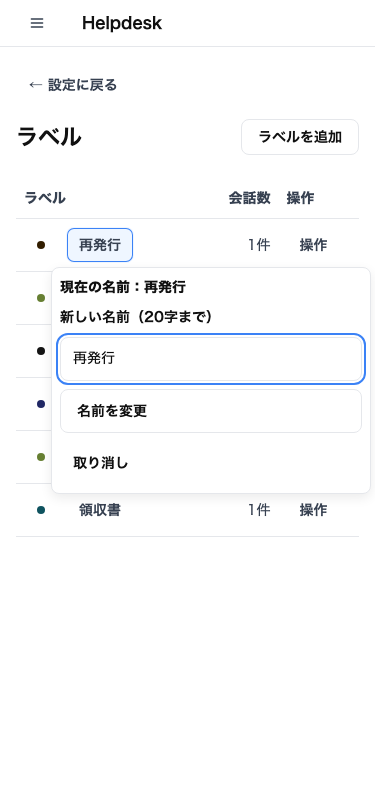 Helpdesk
← 設定に戻る
ラベル
ラベルを追加
ラベル 会話数 操作
再発行 1件 操作
現在の名前：再発行
新しい名前（20字まで）
再発行
名前を変更
取り消し
領収書 1件 操作